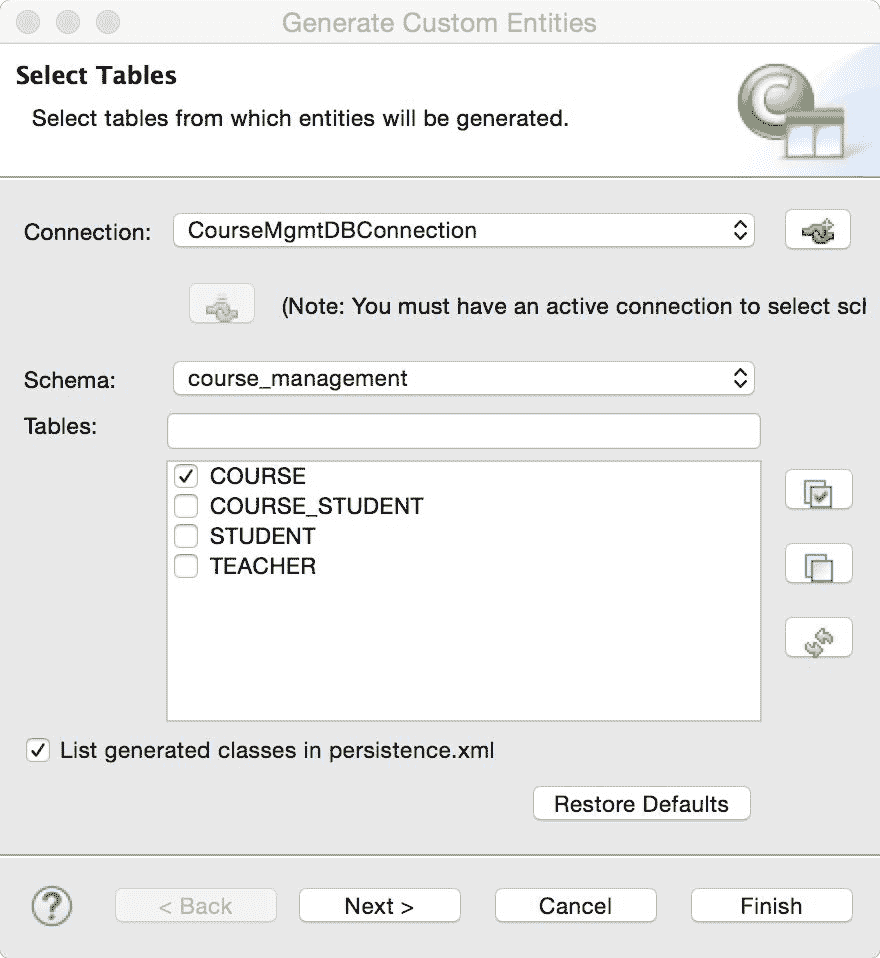 Generate Custom Entities
Select Tables
Select tables from which entities will be generated.
Connection: CourseMgmtDBConnection
(Note: You must have an active connection to select sch
Schema: course_management
Tables:
COURSE
COURSE_STUDENT
STUDENT
TEACHER
List generated classes in persistence.xml
Restore Defaults
? < Back Next > Cancel Finish